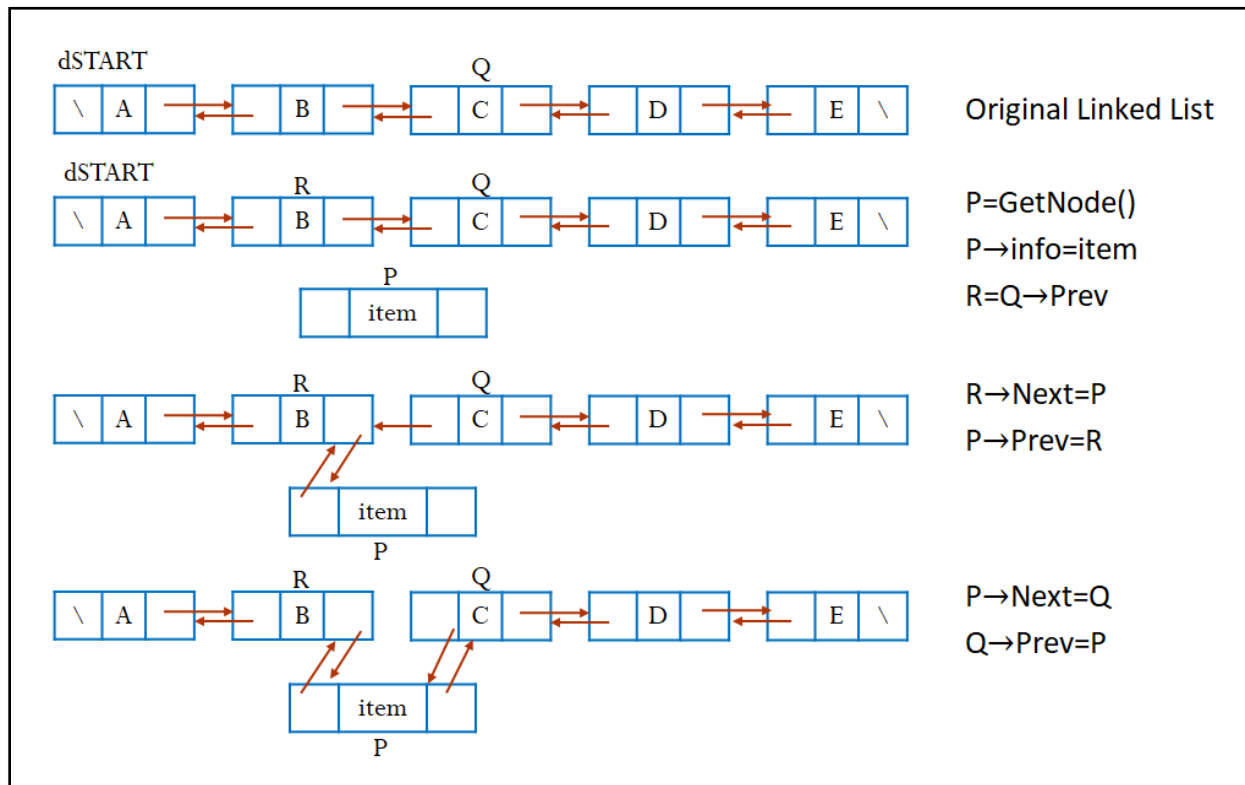 dSTART
Q
\ A B C D E \
Original Linked List
dSTART
R Q
\ A B C D E \
P
item
P=GetNode()
P→info=item
R=Q→Prev
R Q
\ A B C D E \
item
P
R→Next=P
P→Prev=R
R Q
\ A B C D E \
item
P
P→Next=Q
Q→Prev=P